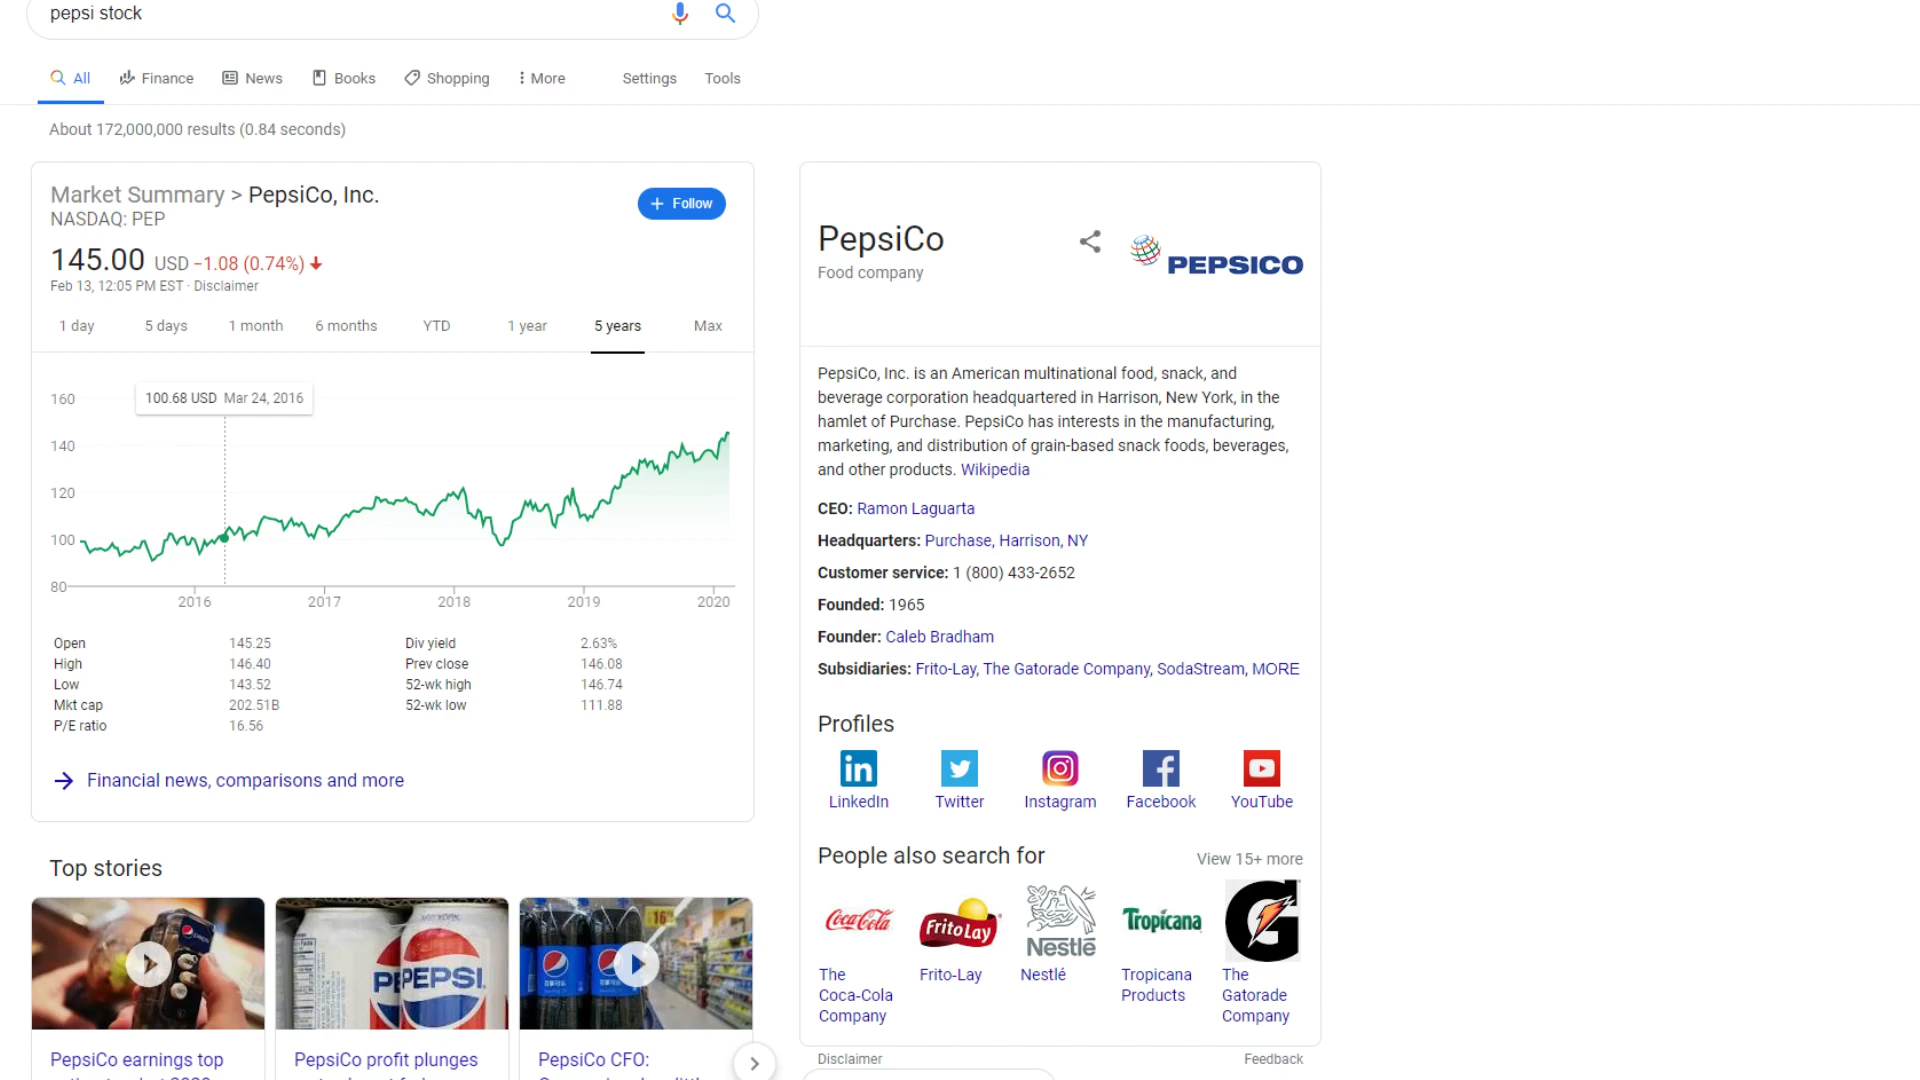 pepsi stock
All Finance News Books Shopping More Settings Tools
About 172,000,000 results (0.84 seconds)
Market Summary > PepsiCo, Inc.
NASDAQ: PEP
+ Follow
145.00 USD −1.08 (0.74%)
Feb 13, 12:05 PM EST · Disclaimer
1 day 5 days 1 month 6 months YTD 1 year 5 years Max
100.68 USD Mar 24, 2016
160
140
120
100
80
2016 2017 2018 2019 2020
Open 145.25 Div yield 2.63%
High 146.40 Prev close 146.08
Low 143.52 52-wk high 146.74
Mkt cap 202.51B 52-wk low 111.88
P/E ratio 16.56
Financial news, comparisons and more
Top stories
PEPSI
PepsiCo earnings top
PepsiCo profit plunges
PepsiCo CFO:
PepsiCo
Food company
PEPSICO
PepsiCo, Inc. is an American multinational food, snack, and
beverage corporation headquartered in Harrison, New York, in the
hamlet of Purchase. PepsiCo has interests in the manufacturing,
marketing, and distribution of grain-based snack foods, beverages,
and other products. Wikipedia
CEO: Ramon Laguarta
Headquarters: Purchase, Harrison, NY
Customer service: 1 (800) 433-2652
Founded: 1965
Founder: Caleb Bradham
Subsidiaries: Frito-Lay, The Gatorade Company, SodaStream, MORE
Profiles
LinkedIn Twitter Instagram Facebook YouTube
People also search for View 15+ more
Coca-Cola
Frito Lay
Nestlé
Tropicana
G
The
Coca-Cola
Company
Frito-Lay
Nestlé
Tropicana
Products
The
Gatorade
Company
Disclaimer Feedback